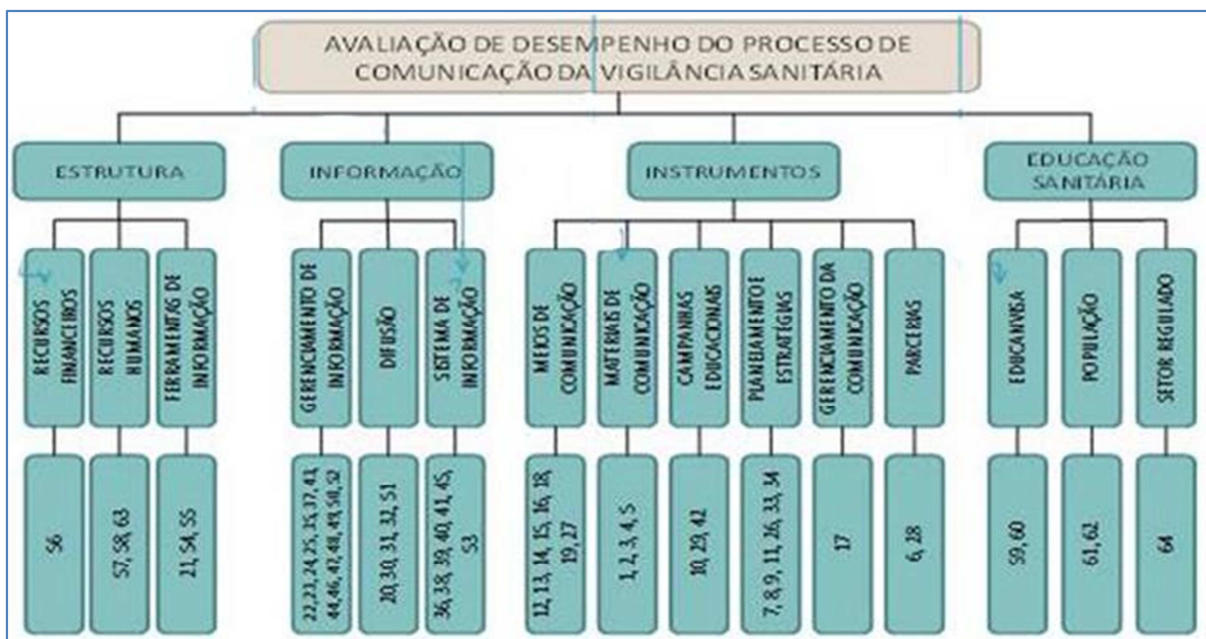 AVALIAÇÃO DE DESEMPENHO DO PROCESSO DE
COMUNICAÇÃO DA VIGILÂNCIA SANITÁRIA
ESTRUTURA
INFORMAÇÃO
INSTRUMENTOS
EDUCAÇÃO
SANITÁRIA
RECURSOS
FINANCEIROS
RECURSOS
HUMANOS
FERRAMENTAS DE
INFORMAÇÃO
GERENCIAMENTO DE
INFORMAÇÃO
DIFUSÃO
SISTEMA DE
INFORMAÇÃO
MEIOS DE
COMUNICAÇÃO
MATERIAIS DE
COMUNICAÇÃO
CAMPANHAS
EDUCACIONAIS
PLANEJAMENTO E
ESTRATÉGIAS
GERENCIAMENTO DA
COMUNICAÇÃO
PARCERIAS
EDUCANVISA
POPULAÇÃO
SETOR REGULADO
56
57, 58, 63
21, 54, 55
22, 23, 24, 25, 35, 37, 43,
44, 46, 47, 48, 49, 50, 52
20, 30, 31, 32, 51
36, 38, 39, 40, 41, 45,
53
12, 13, 14, 15, 16, 18,
19, 27
1, 2, 3, 4, 5
10, 29, 42
7, 8, 9, 11, 26, 33, 34
17
6, 28
59, 60
61, 62
64